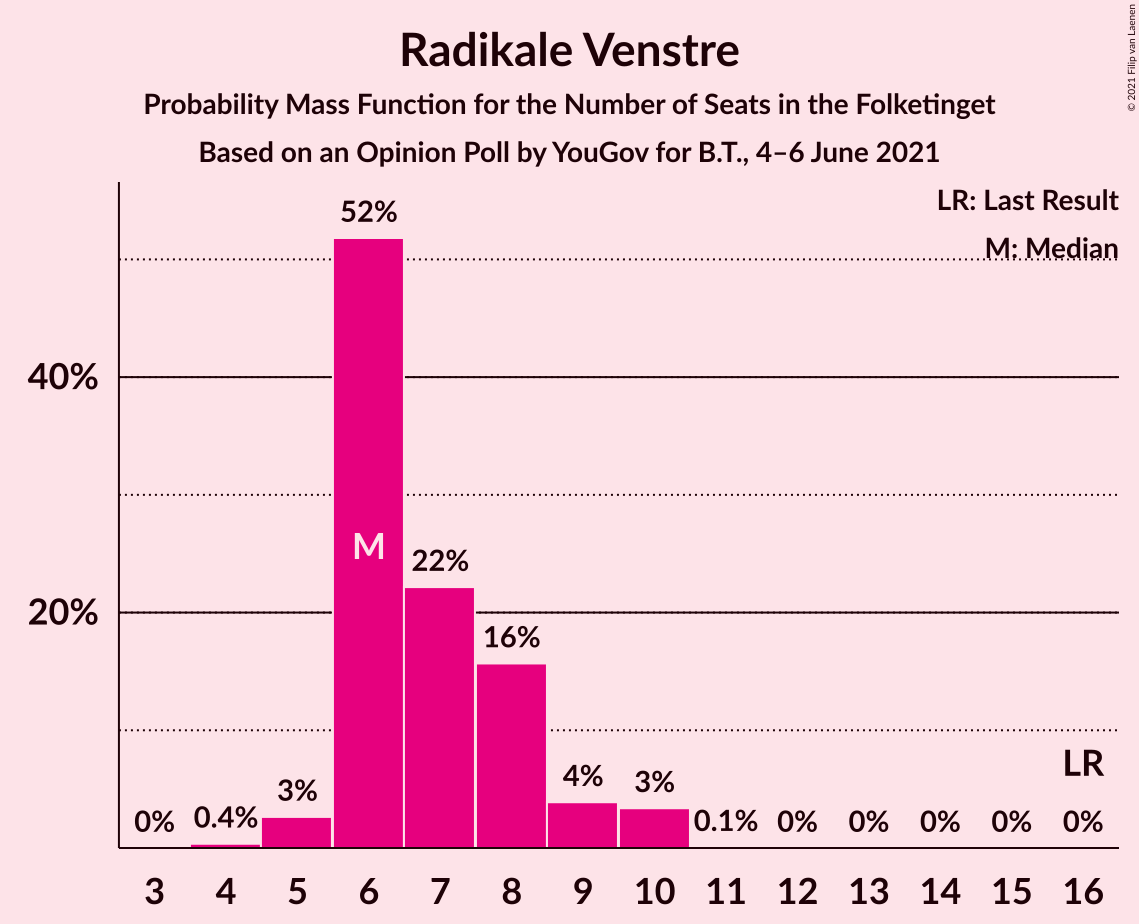 Radikale Venstre
Probability Mass Function for the Number of Seats in the Folketinget
Based on an Opinion Poll by YouGov for B.T., 4–6 June 2021
© 2021 Filip van Laenen
LR: Last Result
M: Median
52%
40%
M
22%
20%
16%
LR
0%
0.4%
3%
4%
3%
0.1%
0%
0%
0%
0%
0%
3 4 5 6 7 8 9 10 11 12 13 14 15 16